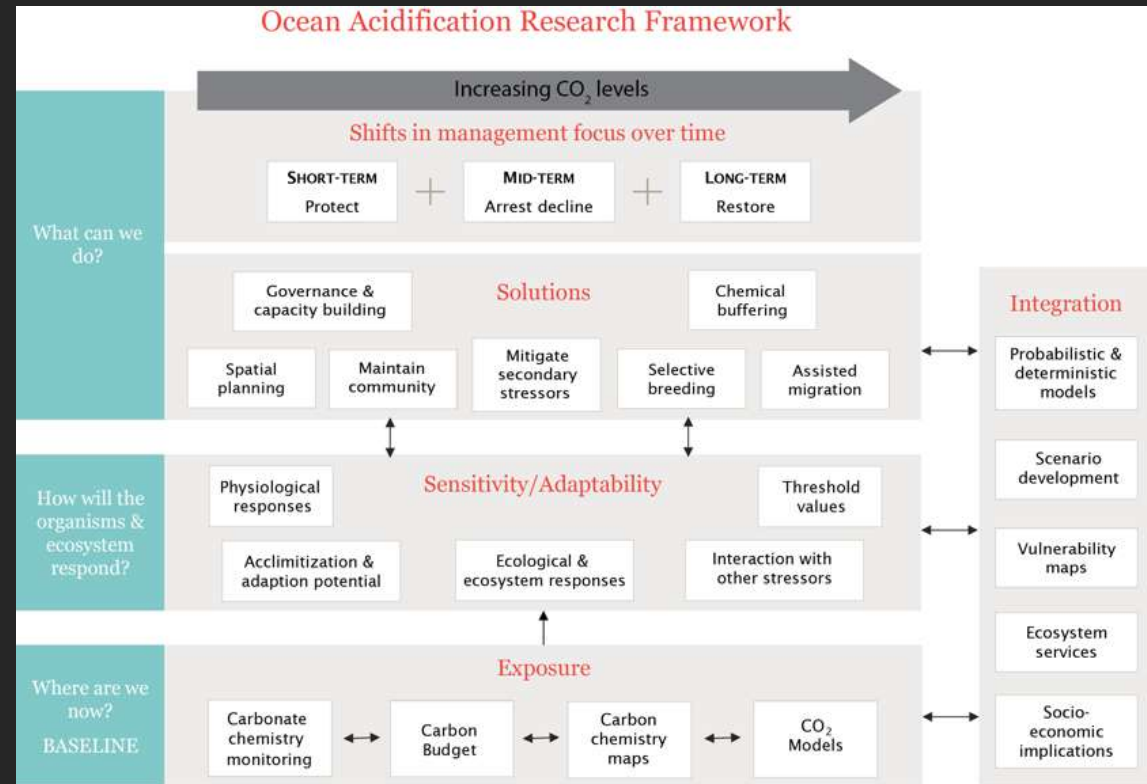 Ocean Acidification Research Framework
Increasing CO₂ levels
Shifts in management focus over time
SHORT-TERM
Protect
MID-TERM
Arrest decline
LONG-TERM
Restore
What can we
do?
Solutions
Governance &
capacity building
Chemical
buffering
Spatial
planning
Maintain
community
Mitigate
secondary
stressors
Selective
breeding
Assisted
migration
How will the
organisms &
ecosystem
respond?
Sensitivity/Adaptability
Physiological
responses
Threshold
values
Acclimitization &
adaption potential
Ecological &
ecosystem responses
Interaction with
other stressors
Where are we
now?
BASELINE
Exposure
Carbonate
chemistry
monitoring
Carbon
Budget
Carbon
chemistry
maps
CO₂
Models
Integration
Probabilistic &
deterministic
models
Scenario
development
Vulnerability
maps
Ecosystem
services
Socio-
economic
implications